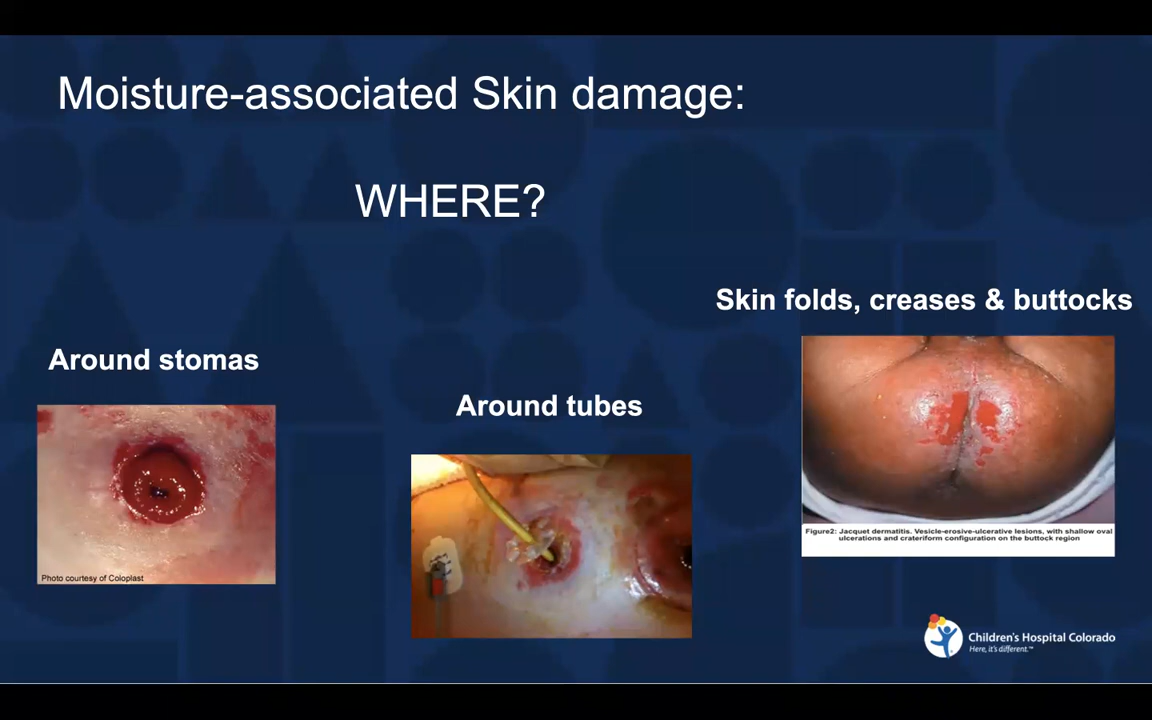 Moisture-associated Skin damage:
WHERE?
Skin folds, creases & buttocks
Around stomas
Around tubes
Photo courtesy of Coloplast
Figure2: Jacquet dermatitis. Vesicle-erosive-ulcerative lesions, with shallow oval
ulcerations and crateriform configuration on the buttock region
Children's Hospital Colorado
Here, it's different.™